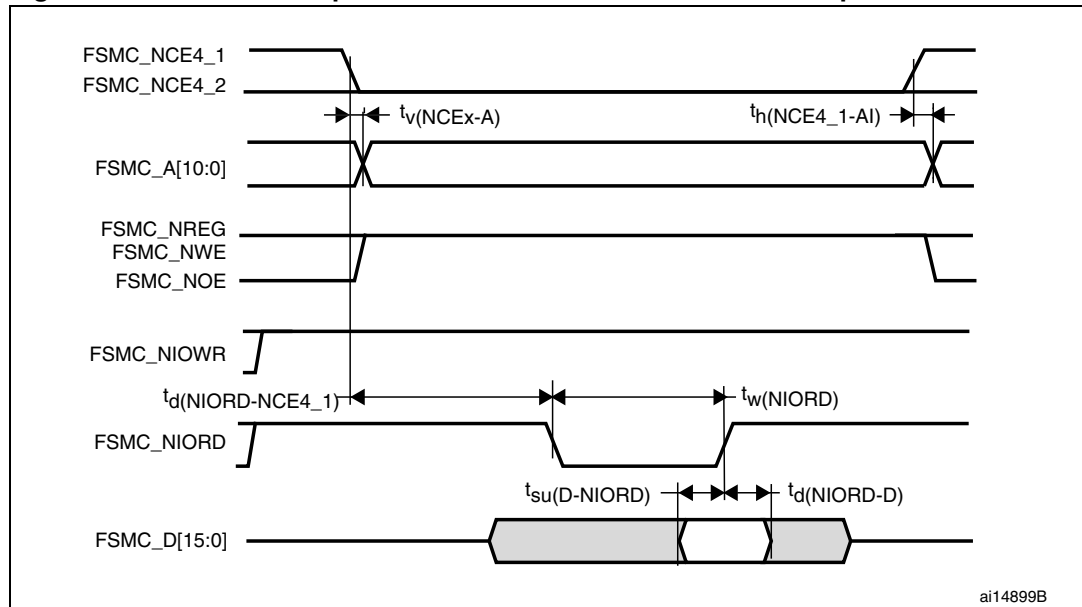 FSMC_NCE4_1
FSMC_NCE4_2
tv(NCEx-A)
th(NCE4_1-AI)
FSMC_A[10:0]
FSMC_NREG
FSMC_NWE
FSMC_NOE
FSMC_NIOWR
td(NIORD-NCE4_1)
tw(NIORD)
FSMC_NIORD
tsu(D-NIORD)
td(NIORD-D)
FSMC_D[15:0]
ai14899B